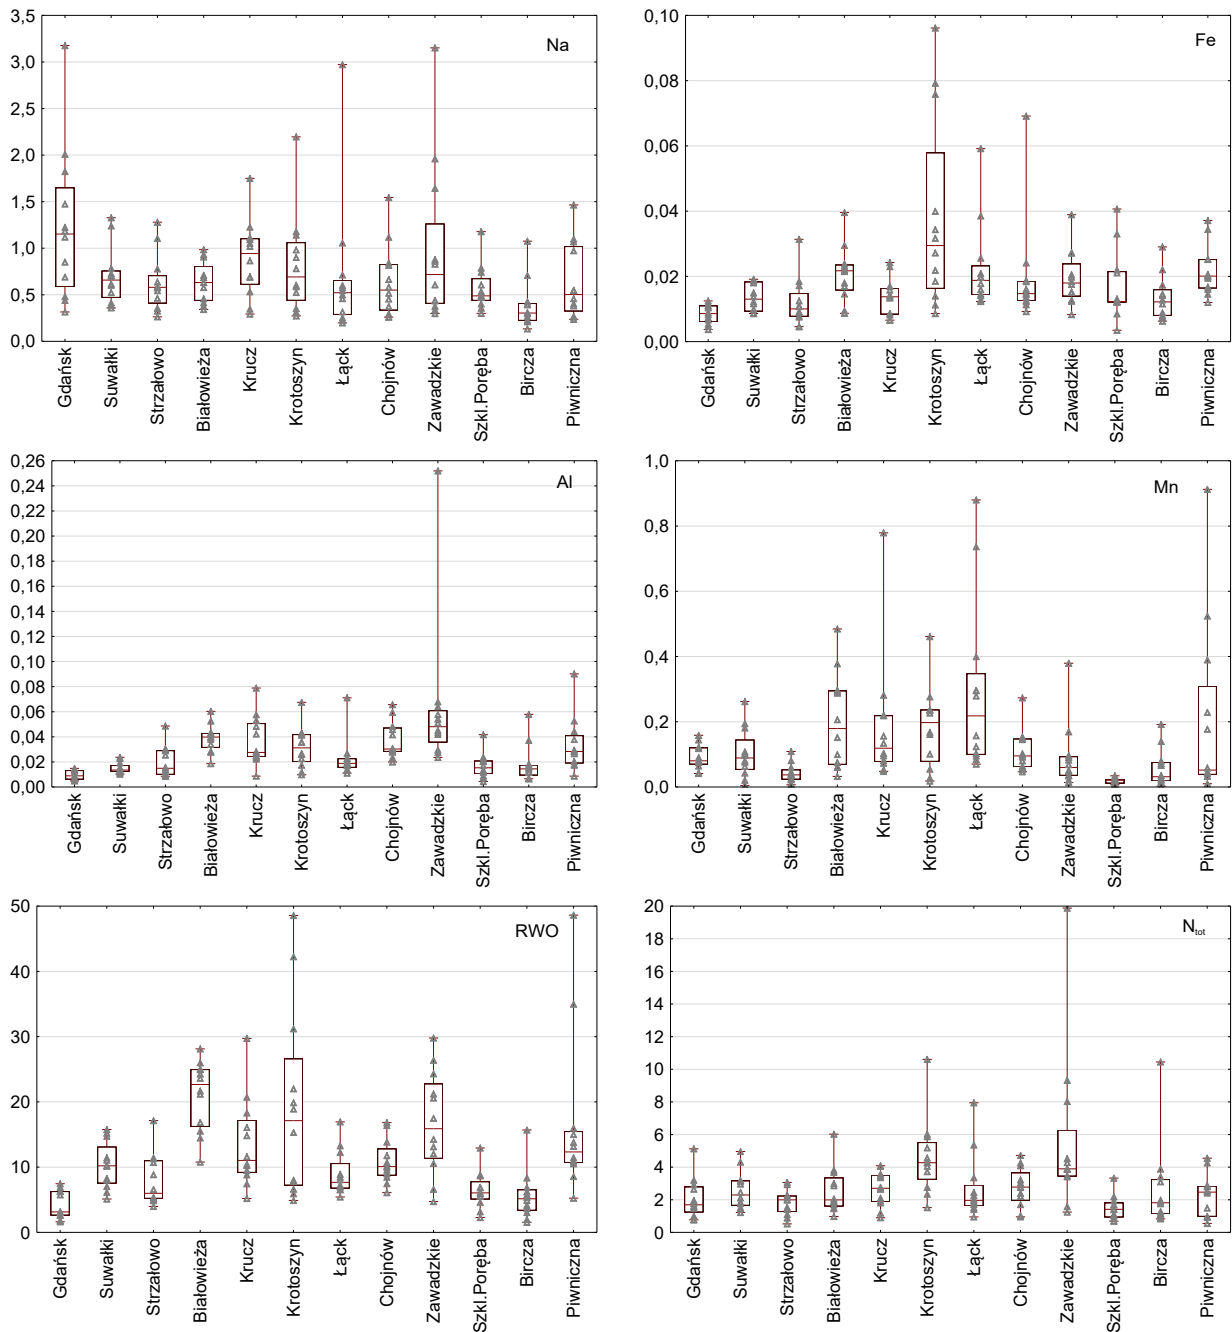 3,5
3,0
2,5
2,0
1,5
1,0
0,5
0,0
Na
Gdańsk
Suwałki
Strzałowo
Białowieża
Krucz
Krotoszyn
Łąck
Chojnów
Zawadzkie
Szkl.Poręba
Bircza
Piwniczna
0,10
0,08
0,06
0,04
0,02
0,00
Fe
Gdańsk
Suwałki
Strzałowo
Białowieża
Krucz
Krotoszyn
Łąck
Chojnów
Zawadzkie
Szkl.Poręba
Bircza
Piwniczna
0,26
0,24
0,22
0,20
0,18
0,16
0,14
0,12
0,10
0,08
0,06
0,04
0,02
0,00
Al
Gdańsk
Suwałki
Strzałowo
Białowieża
Krucz
Krotoszyn
Łąck
Chojnów
Zawadzkie
Szkl.Poręba
Bircza
Piwniczna
1,0
0,8
0,6
0,4
0,2
0,0
Mn
Gdańsk
Suwałki
Strzałowo
Białowieża
Krucz
Krotoszyn
Łąck
Chojnów
Zawadzkie
Szkl.Poręba
Bircza
Piwniczna
50
40
30
20
10
0
RWO
Gdańsk
Suwałki
Strzałowo
Białowieża
Krucz
Krotoszyn
Łąck
Chojnów
Zawadzkie
Szkl.Poręba
Bircza
Piwniczna
20
18
16
14
12
10
8
6
4
2
0
Ntot
Gdańsk
Suwałki
Strzałowo
Białowieża
Krucz
Krotoszyn
Łąck
Chojnów
Zawadzkie
Szkl.Poręba
Bircza
Piwniczna